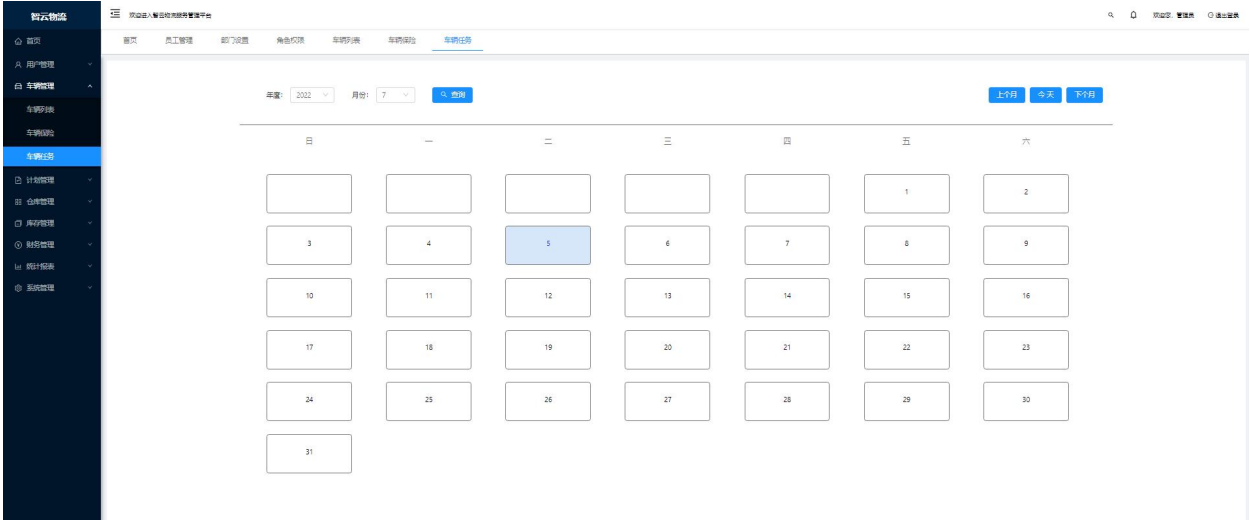 智云物流
欢迎进入智云物流服务管理平台
欢迎您，管理员 退出登录
首页 员工管理 部门设置 角色权限 车辆列表 车辆保险 车辆任务
首页
用户管理
车辆管理
车辆列表
车辆保险
车辆任务
计划管理
仓库管理
库存管理
财务管理
统计报表
系统管理
年度: 2022 月份: 7 查询 上个月 今天 下个月
日 一 二 三 四 五 六
1 2
3 4 5 6 7 8 9
10 11 12 13 14 15 16
17 18 19 20 21 22 23
24 25 26 27 28 29 30
31